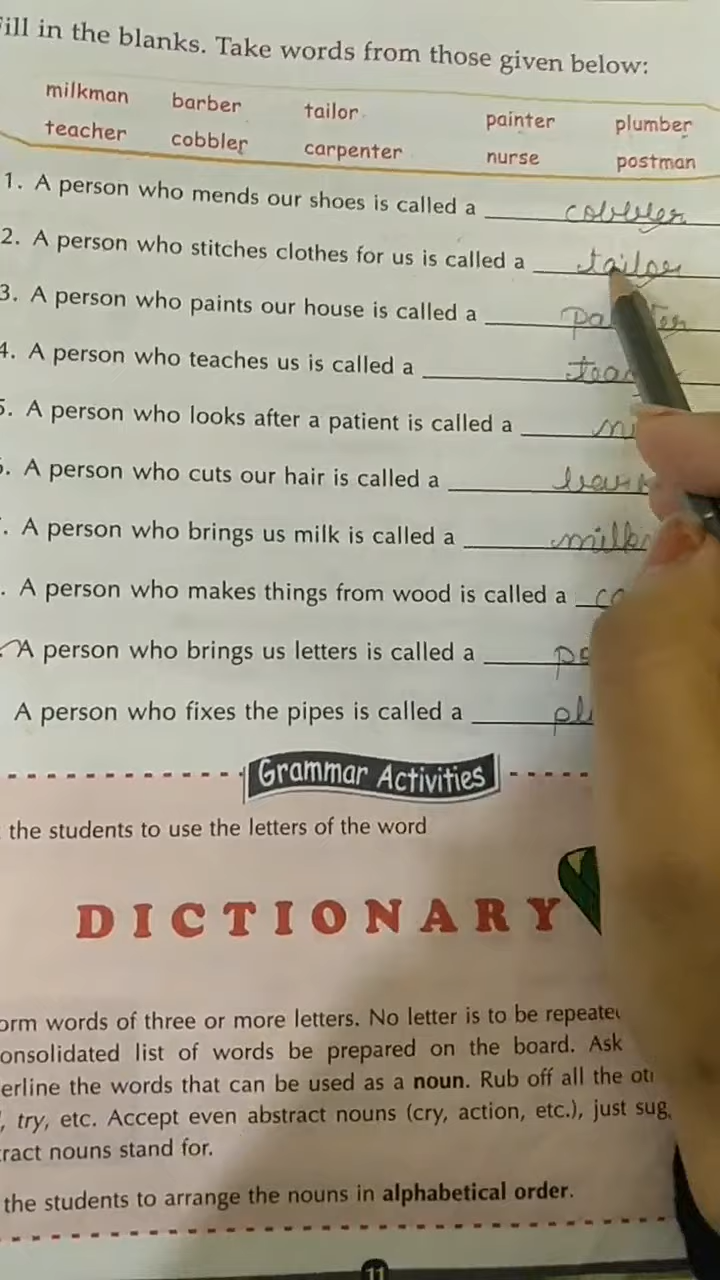 ill in the blanks. Take words from those given below:
milkman barber tailor painter plumber
teacher cobbler carpenter nurse postman
1. A person who mends our shoes is called a cobbler
2. A person who stitches clothes for us is called a tailor
3. A person who paints our house is called a
4. A person who teaches us is called a
5. A person who looks after a patient is called a
. A person who cuts our hair is called a
. A person who brings us milk is called a
. A person who makes things from wood is called a
A person who brings us letters is called a
A person who fixes the pipes is called a
Grammar Activities
the students to use the letters of the word
DICTIONARY
orm words of three or more letters. No letter is to be repeate
onsolidated list of words be prepared on the board. Ask
erline the words that can be used as a noun. Rub off all the
, try, etc. Accept even abstract nouns (cry, action, etc.), just sug
ract nouns stand for.
the students to arrange the nouns in alphabetical order.
11